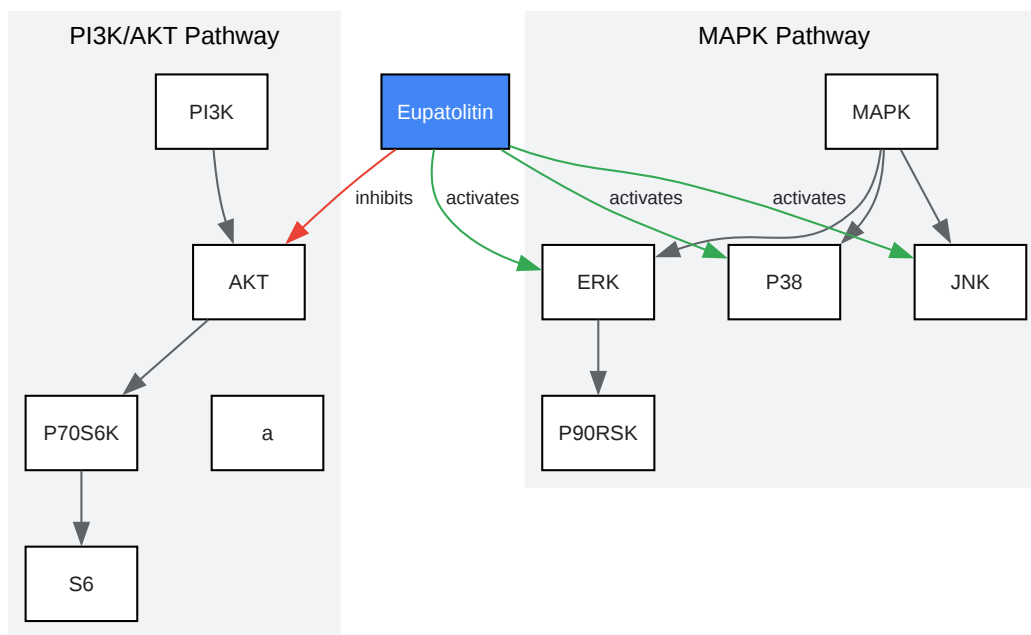 PI3K/AKT Pathway
MAPK Pathway
PI3K
Eupatolitin
MAPK
inhibits
activates
activates
activates
AKT
ERK
P38
JNK
P70S6K
a
P90RSK
S6